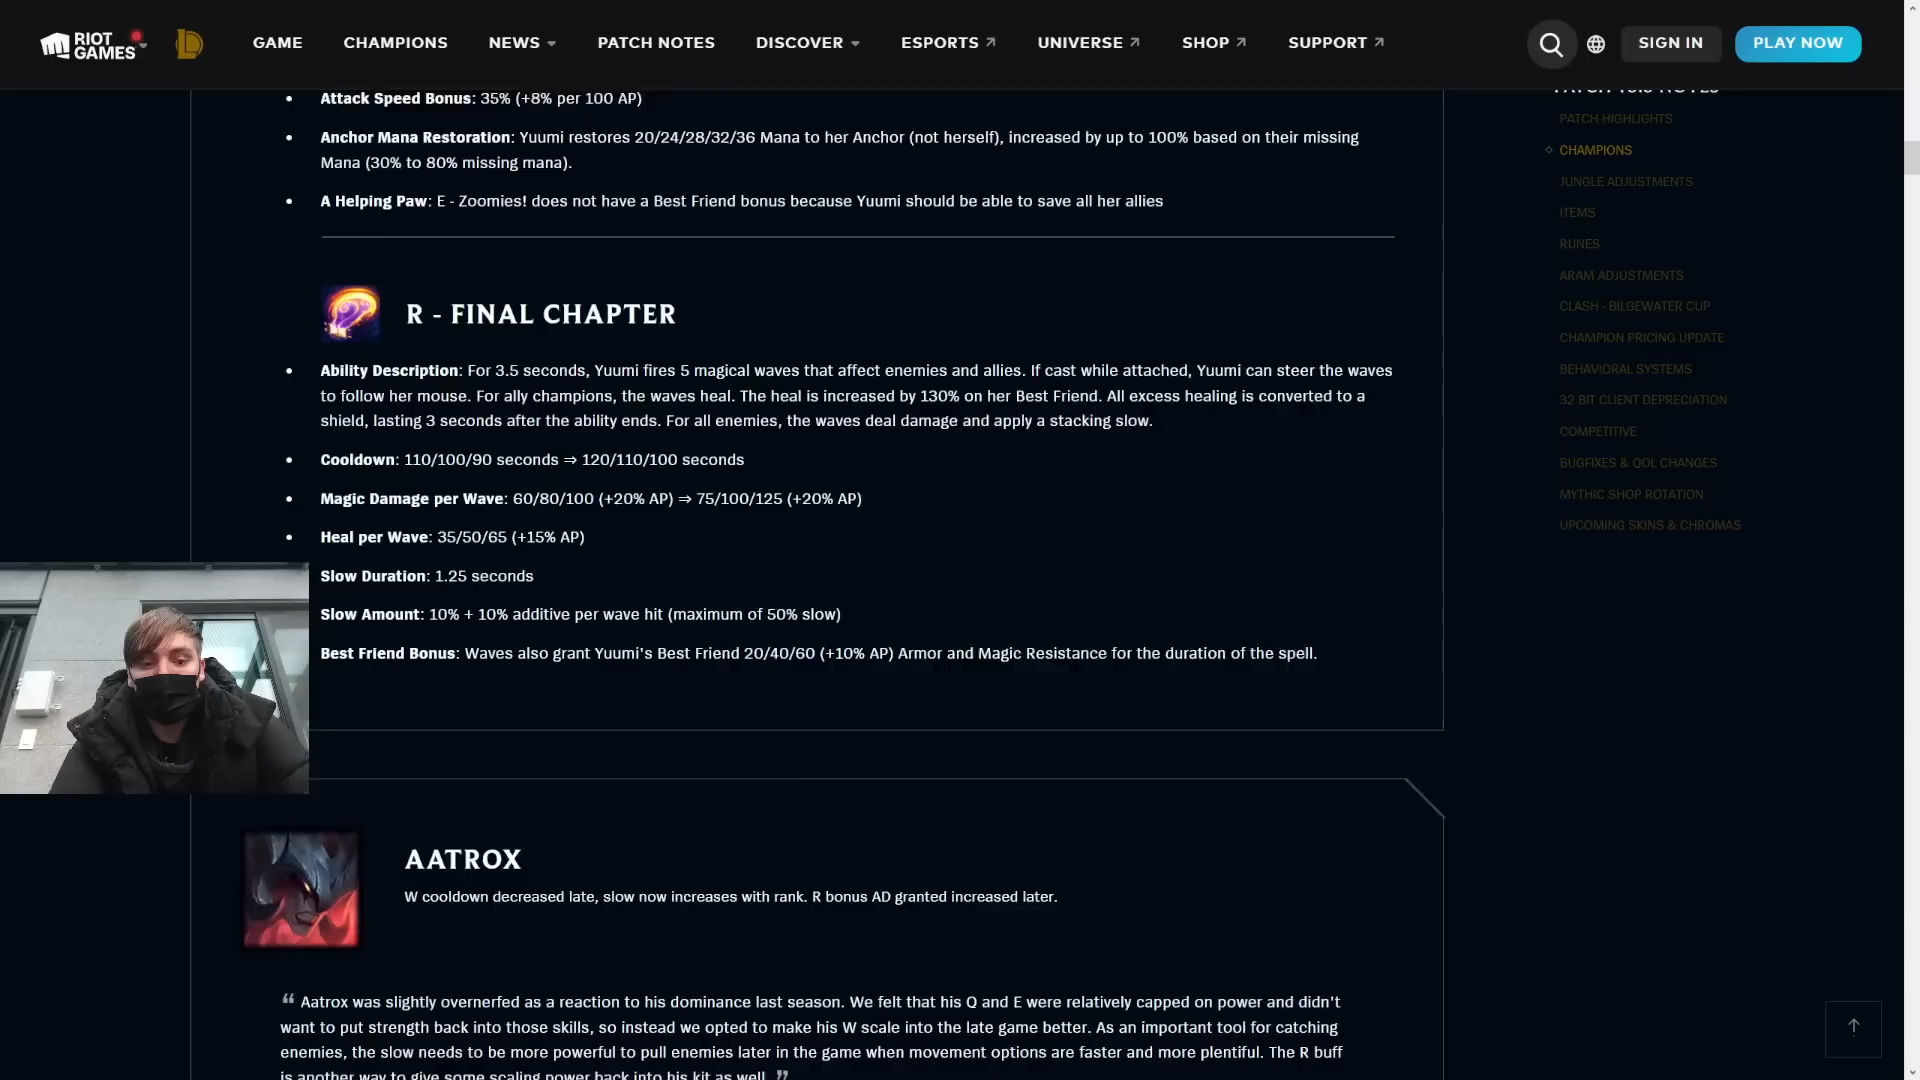 RIOT GAMES
GAME
CHAMPIONS
NEWS
PATCH NOTES
DISCOVER
ESPORTS
UNIVERSE
SHOP
SUPPORT
SIGN IN
PLAY NOW
Attack Speed Bonus: 35% (+8% per 100 AP)
Anchor Mana Restoration: Yuumi restores 20/24/28/32/36 Mana to her Anchor (not herself), increased by up to 100% based on their missing
Mana (30% to 80% missing mana).
A Helping Paw: E - Zoomies! does not have a Best Friend bonus because Yuumi should be able to save all her allies
R - FINAL CHAPTER
Ability Description: For 3.5 seconds, Yuumi fires 5 magical waves that affect enemies and allies. If cast while attached, Yuumi can steer the waves
to follow her mouse. For ally champions, the waves heal. The heal is increased by 130% on her Best Friend. All excess healing is converted to a
shield, lasting 3 seconds after the ability ends. For all enemies, the waves deal damage and apply a stacking slow.
Cooldown: 110/100/90 seconds ⇒ 120/110/100 seconds
Magic Damage per Wave: 60/80/100 (+20% AP) ⇒ 75/100/125 (+20% AP)
Heal per Wave: 35/50/65 (+15% AP)
Slow Duration: 1.25 seconds
Slow Amount: 10% + 10% additive per wave hit (maximum of 50% slow)
Best Friend Bonus: Waves also grant Yuumi's Best Friend 20/40/60 (+10% AP) Armor and Magic Resistance for the duration of the spell.
AATROX
W cooldown decreased late, slow now increases with rank. R bonus AD granted increased later.
“ Aatrox was slightly overnerfed as a reaction to his dominance last season. We felt that his Q and E were relatively capped on power and didn't
want to put strength back into those skills, so instead we opted to make his W scale into the late game better. As an important tool for catching
enemies, the slow needs to be more powerful to pull enemies later in the game when movement options are faster and more plentiful. The R buff
is another way to give some scaling power back into his kit as well. ”
PATCH HIGHLIGHTS
CHAMPIONS
JUNGLE ADJUSTMENTS
ITEMS
RUNES
ARAM ADJUSTMENTS
CLASH - BILGEWATER CUP
CHAMPION PRICING UPDATE
BEHAVIORAL SYSTEMS
32 BIT CLIENT DEPRECIATION
COMPETITIVE
BUGFIXES & QOL CHANGES
MYTHIC SHOP ROTATION
UPCOMING SKINS & CHROMAS